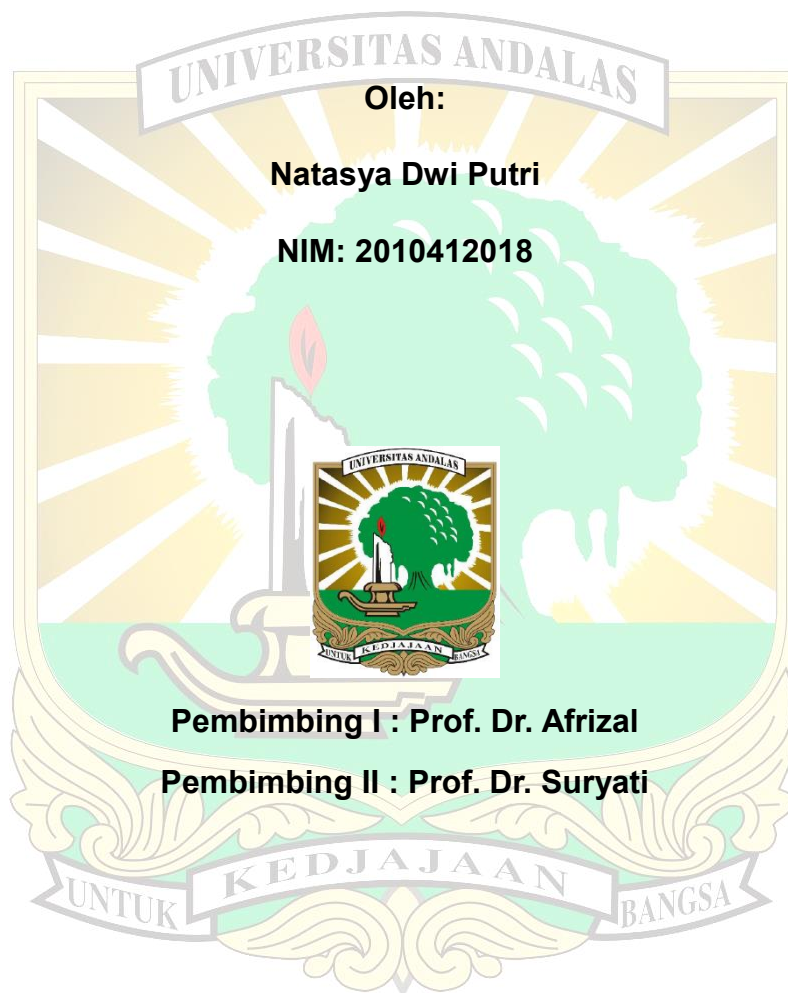 UNIVERSITAS ANDALAS
Oleh:
Natasya Dwi Putri
NIM: 2010412018
UNIVERSITAS ANDALAS
UNTUK KEDJAJAAN BANGSA
Pembimbing I : Prof. Dr. Afrizal
Pembimbing II : Prof. Dr. Suryati
UNTUK KEDJAJAAN BANGSA